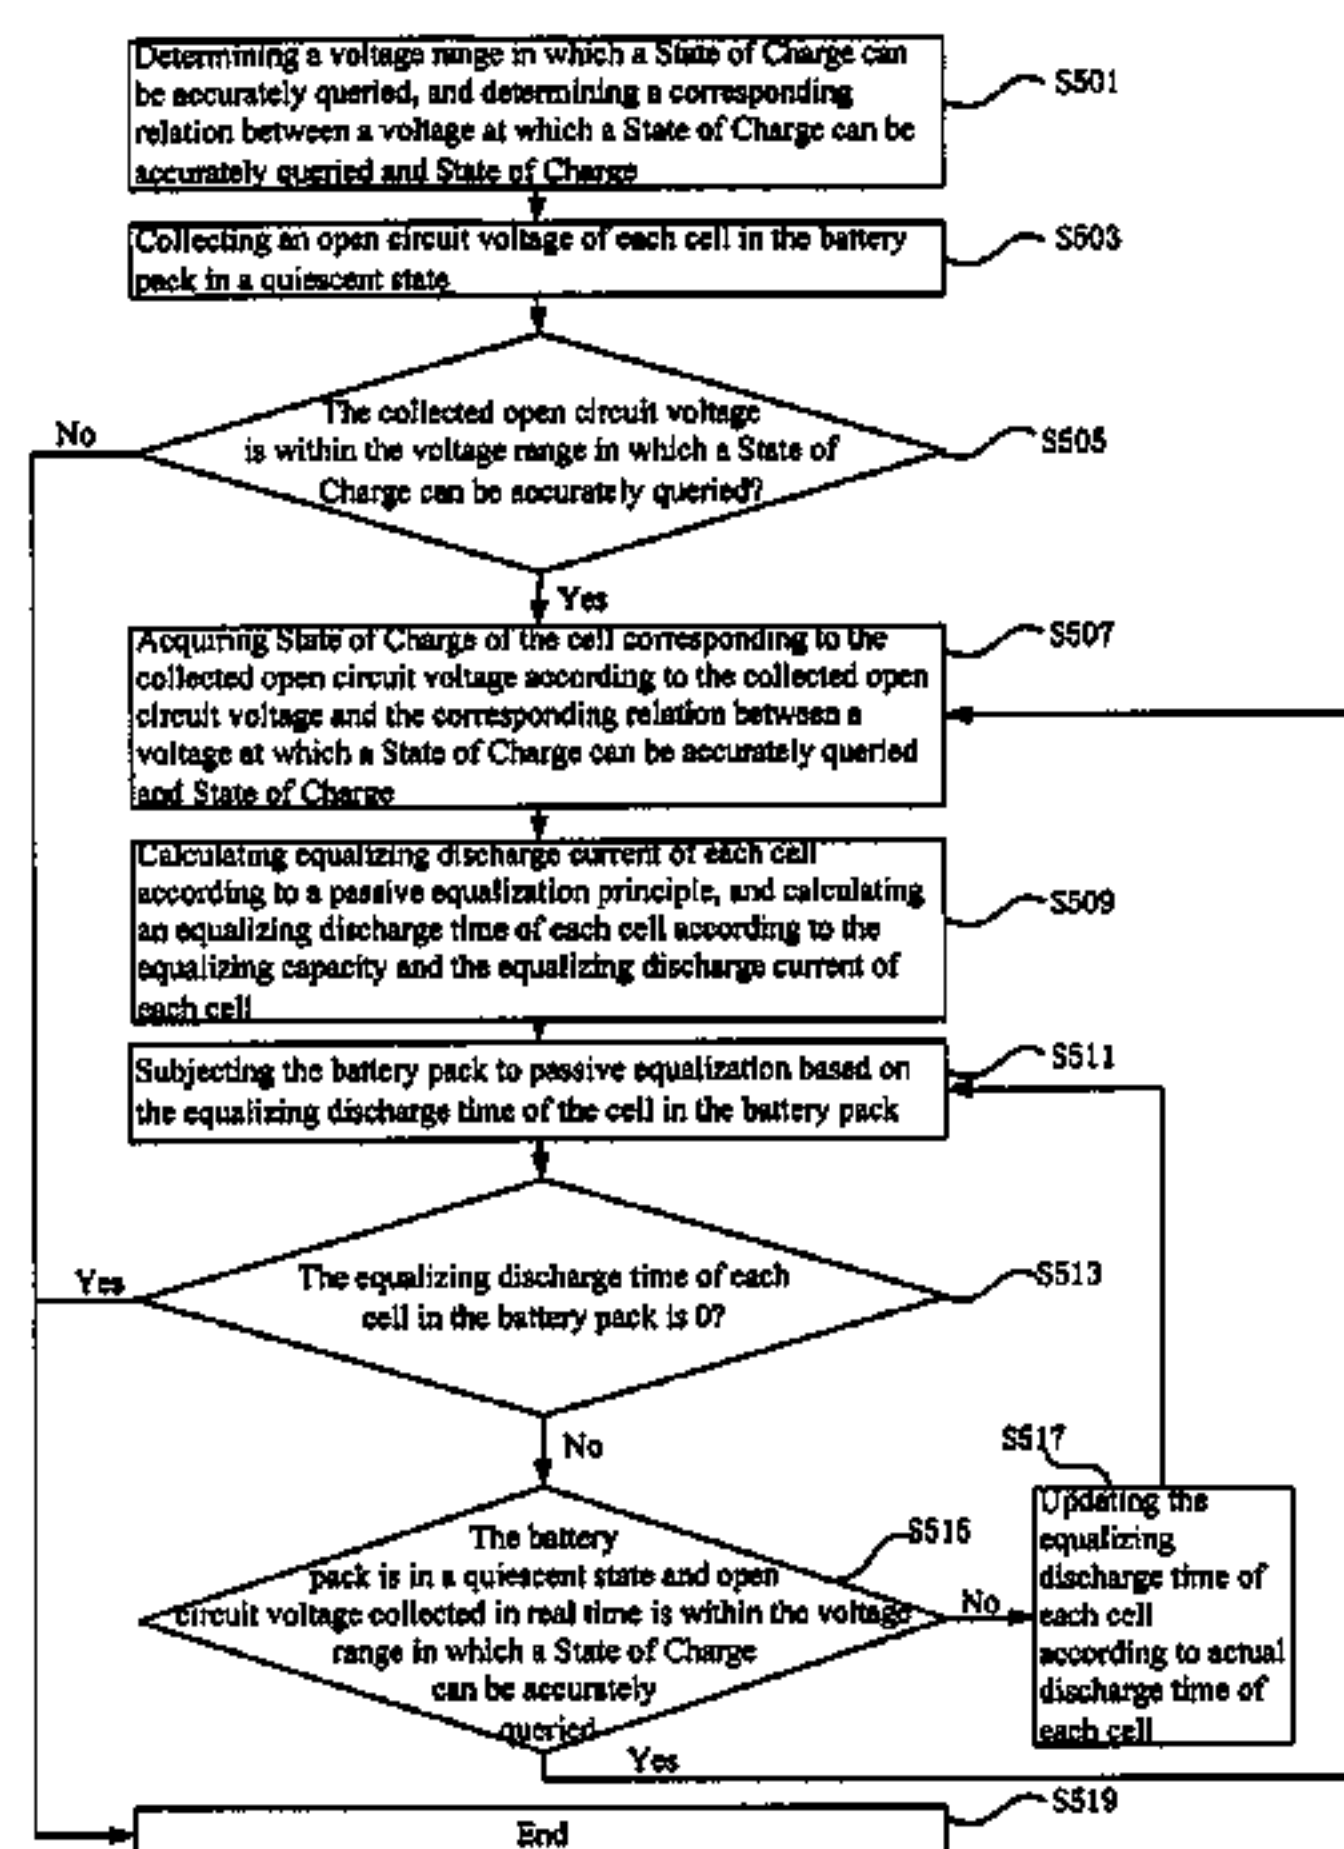 Determining a voltage range in which a State of Charge can
be accurately queried, and determining a corresponding
relation between a voltage at which a State of Charge can be
accurately queried and State of Charge
S501
Collecting an open circuit voltage of each cell in the battery
pack in a quiescent state
S503
The collected open circuit voltage
is within the voltage range in which a State of
Charge can be accurately queried?
No
S505
Yes
Acquiring State of Charge of the cell corresponding to the
collected open circuit voltage according to the collected open
circuit voltage and the corresponding relation between a
voltage at which a State of Charge can be accurately queried
and State of Charge
S507
Calculating equalizing discharge current of each cell
according to a passive equalization principle, and calculating
an equalizing discharge time of each cell according to the
equalizing capacity and the equalizing discharge current of
each cell
S509
Subjecting the battery pack to passive equalization based on
the equalizing discharge time of the cell in the battery pack
S511
The equalizing discharge time of each
cell in the battery pack is 0?
Yes
S513
No
The battery
pack is in a quiescent state and open
circuit voltage collected in real time is within the voltage
range in which a State of Charge
can be accurately
queried
S515
No
S517
Updating the
equalizing
discharge time of
each cell
according to actual
discharge time of
each cell
Yes
End
S519